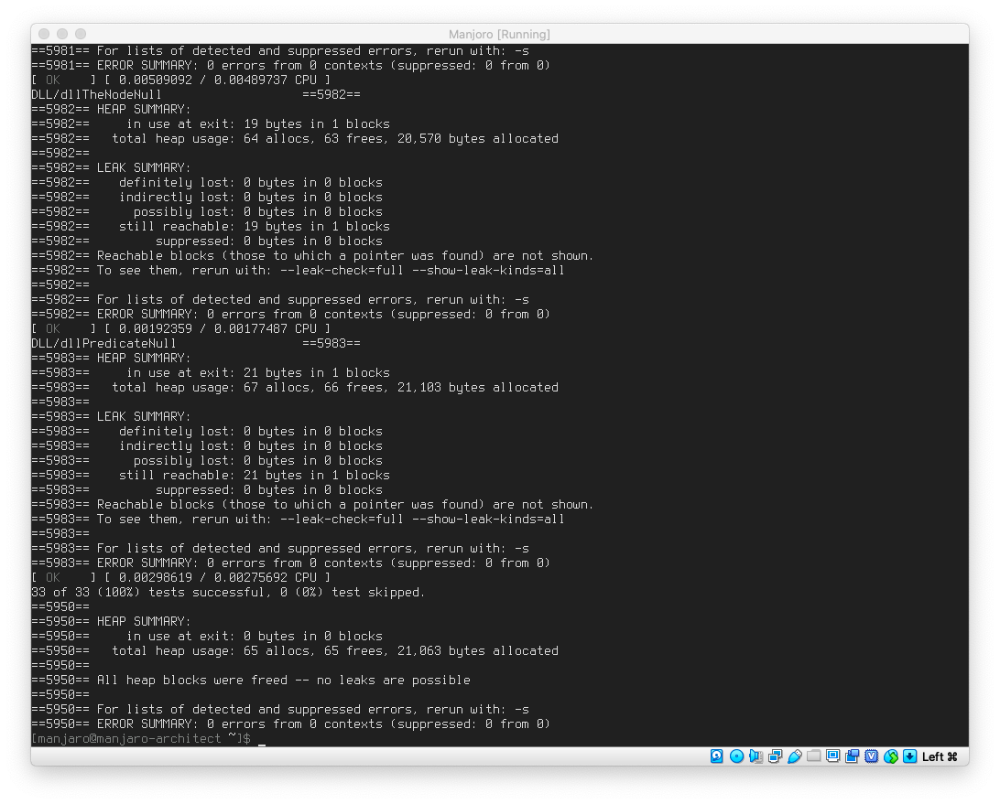 Manjoro [Running]
==5981== For lists of detected and suppressed errors, rerun with: -s
==5981== ERROR SUMMARY: 0 errors from 0 contexts (suppressed: 0 from 0)
[ OK    ] [ 0.00509092 / 0.00489737 CPU ]
DLL/dllTheNodeNull                   ==5982==
==5982== HEAP SUMMARY:
==5982==     in use at exit: 19 bytes in 1 blocks
==5982==   total heap usage: 64 allocs, 63 frees, 20,570 bytes allocated
==5982==
==5982== LEAK SUMMARY:
==5982==    definitely lost: 0 bytes in 0 blocks
==5982==    indirectly lost: 0 bytes in 0 blocks
==5982==      possibly lost: 0 bytes in 0 blocks
==5982==    still reachable: 19 bytes in 1 blocks
==5982==         suppressed: 0 bytes in 0 blocks
==5982== Reachable blocks (those to which a pointer was found) are not shown.
==5982== To see them, rerun with: --leak-check=full --show-leak-kinds=all
==5982==
==5982== For lists of detected and suppressed errors, rerun with: -s
==5982== ERROR SUMMARY: 0 errors from 0 contexts (suppressed: 0 from 0)
[ OK    ] [ 0.00192359 / 0.00177487 CPU ]
DLL/dllPredicateNull                 ==5983==
==5983== HEAP SUMMARY:
==5983==     in use at exit: 21 bytes in 1 blocks
==5983==   total heap usage: 67 allocs, 66 frees, 21,103 bytes allocated
==5983==
==5983== LEAK SUMMARY:
==5983==    definitely lost: 0 bytes in 0 blocks
==5983==    indirectly lost: 0 bytes in 0 blocks
==5983==      possibly lost: 0 bytes in 0 blocks
==5983==    still reachable: 21 bytes in 1 blocks
==5983==         suppressed: 0 bytes in 0 blocks
==5983== Reachable blocks (those to which a pointer was found) are not shown.
==5983== To see them, rerun with: --leak-check=full --show-leak-kinds=all
==5983==
==5983== For lists of detected and suppressed errors, rerun with: -s
==5983== ERROR SUMMARY: 0 errors from 0 contexts (suppressed: 0 from 0)
[ OK    ] [ 0.00298619 / 0.00275692 CPU ]
33 of 33 (100%) tests successful, 0 (0%) test skipped.
==5950==
==5950== HEAP SUMMARY:
==5950==     in use at exit: 0 bytes in 0 blocks
==5950==   total heap usage: 65 allocs, 65 frees, 21,063 bytes allocated
==5950==
==5950== All heap blocks were freed -- no leaks are possible
==5950==
==5950== For lists of detected and suppressed errors, rerun with: -s
==5950== ERROR SUMMARY: 0 errors from 0 contexts (suppressed: 0 from 0)
[manjaro@manjaro-architect ~]$ _
Left ⌘